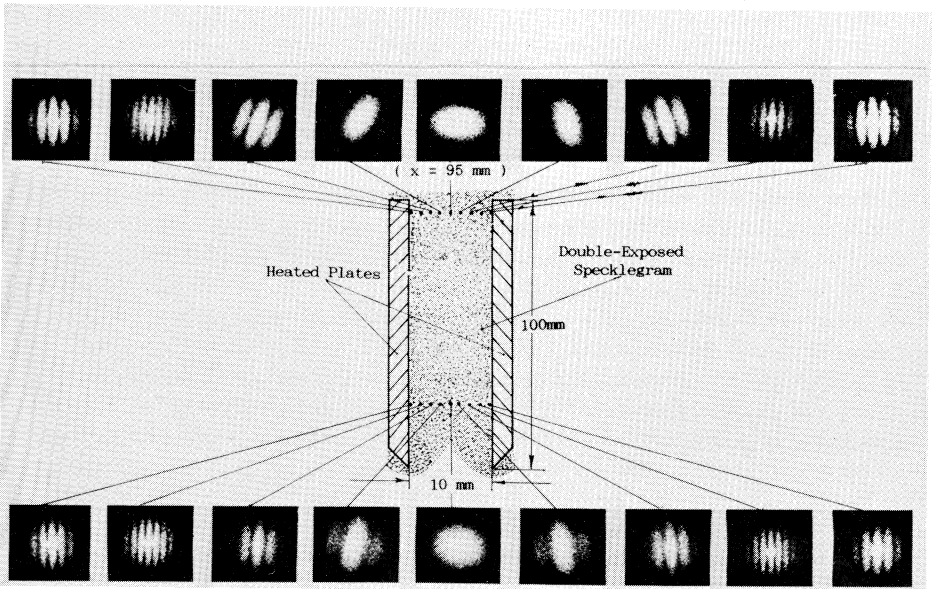 ( x = 95 mm )
Double-Exposed
Specklegram
Heated Plates
100mm
10 mm